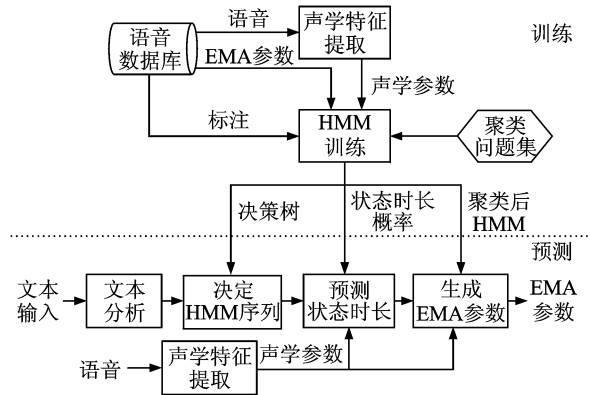 语音
声学特征
提取
训练
语音
数据库
EMA参数
声学参数
标注
HMM
训练
聚类
问题集
决策树
状态时长
概率
聚类后
HMM
预测
文本
输入
文本
分析
决定
HMM序列
预测
状态时长
生成
EMA参数
EMA
参数
语音
声学特征
提取
声学参数